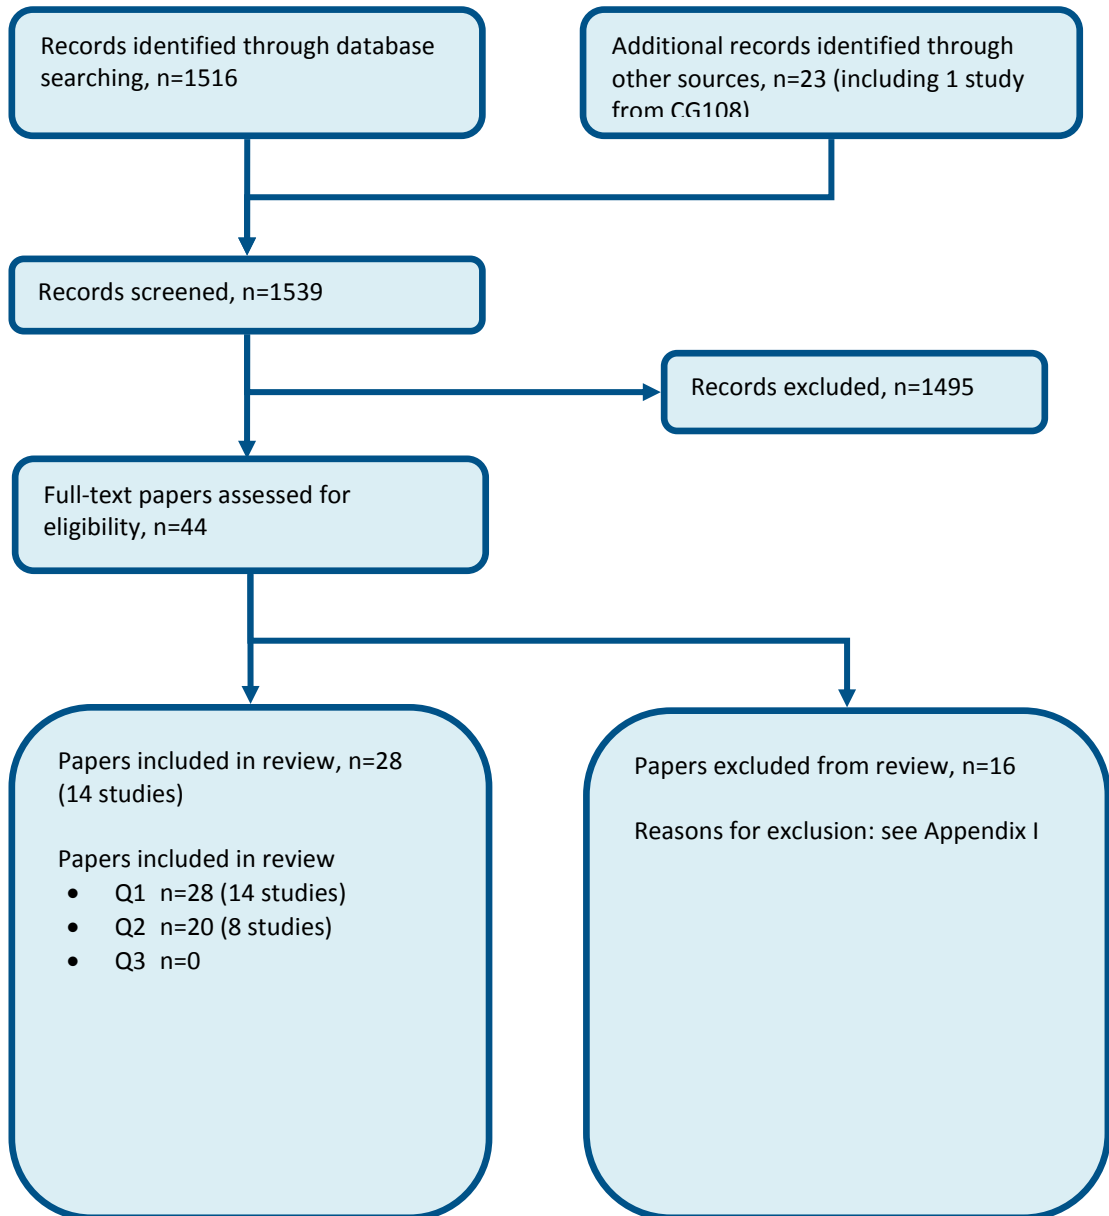 Records identified through database
searching, n=1516
Additional records identified through
other sources, n=23 (including 1 study
from CG108)
Records screened, n=1539
Records excluded, n=1495
Full-text papers assessed for
eligibility, n=44
Papers included in review, n=28
(14 studies)
Papers included in review
• Q1 n=28 (14 studies)
• Q2 n=20 (8 studies)
• Q3 n=0
Papers excluded from review, n=16
Reasons for exclusion: see Appendix I